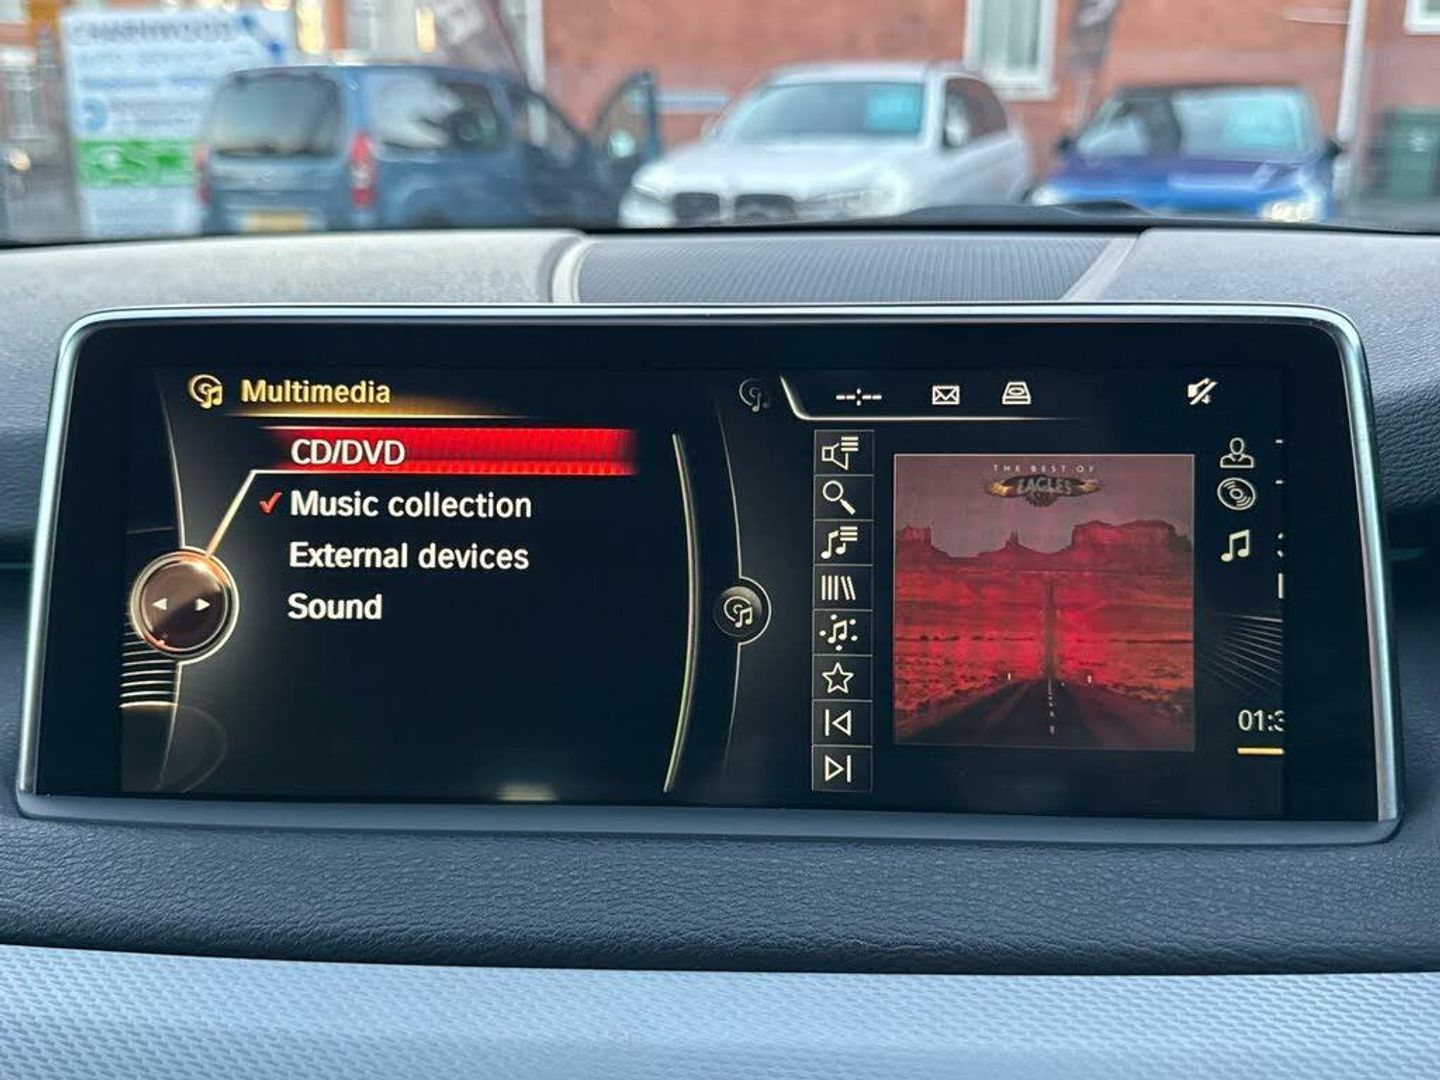 Multimedia
CD/DVD
Music collection
External devices
Sound
--:--
THE BEST OF
EAGLES
01:3